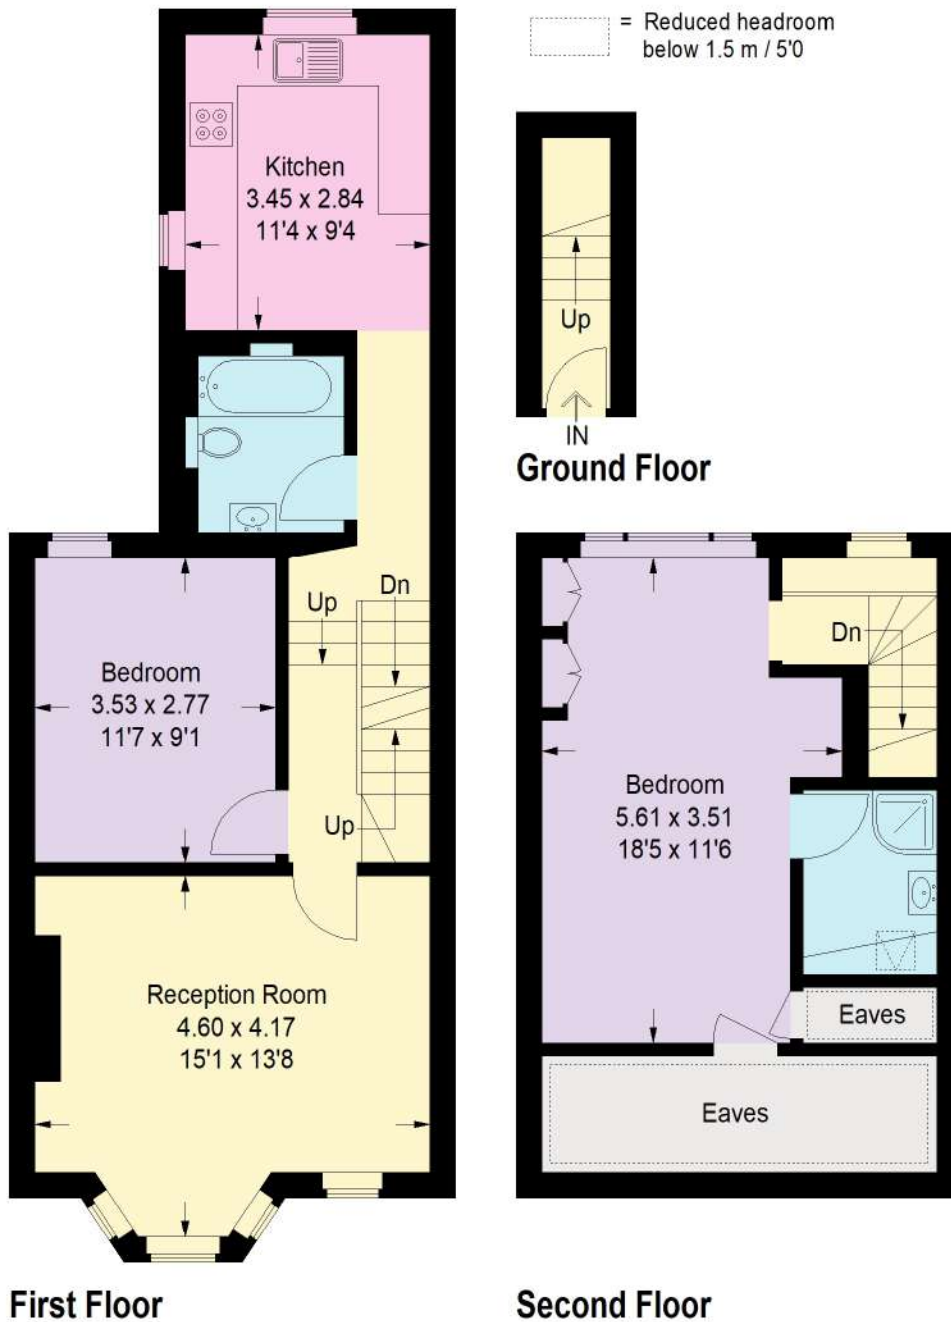 = Reduced headroom
below 1.5 m / 5'0
Kitchen
3.45 x 2.84
11'4 x 9'4
Up
IN
Ground Floor
Up
Dn
Bedroom
3.53 x 2.77
11'7 x 9'1
Up
Reception Room
4.60 x 4.17
15'1 x 13'8
First Floor
Dn
Bedroom
5.61 x 3.51
18'5 x 11'6
Eaves
Eaves
Second Floor